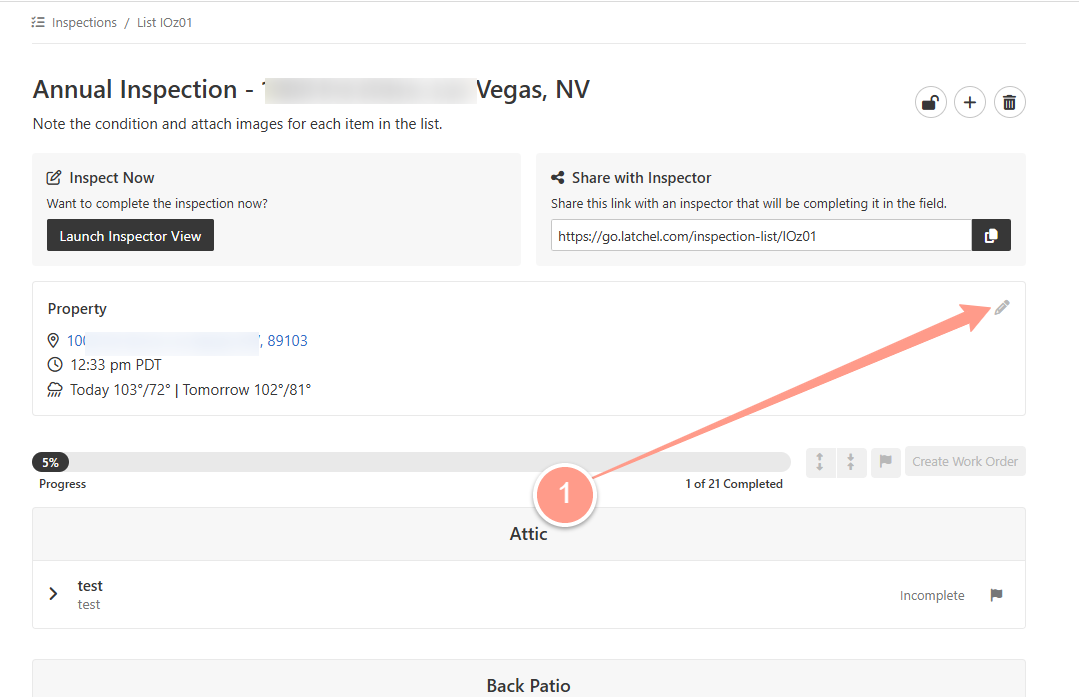 Inspections / List IOz01
Annual Inspection - Vegas, NV
Note the condition and attach images for each item in the list.
Inspect Now
Want to complete the inspection now?
Launch Inspector View
Share with Inspector
Share this link with an inspector that will be completing it in the field.
https://go.latchel.com/inspection-list/IOz01
Property
, 89103
12:33 pm PDT
Today 103°/72° | Tomorrow 102°/81°
5%
Progress
1 of 21 Completed
Create Work Order
1
Attic
test
test
Incomplete
Back Patio